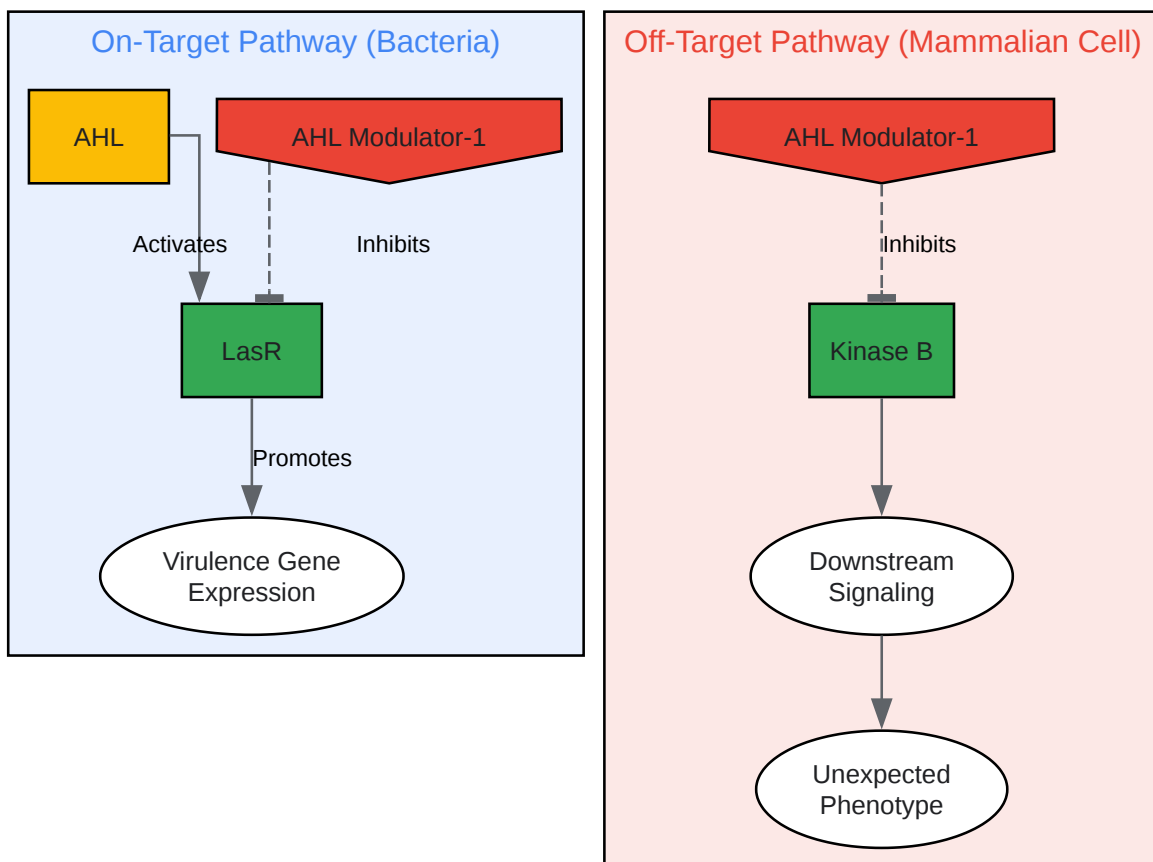 On-Target Pathway (Bacteria)
AHL
AHL Modulator-1
Activates
Inhibits
LasR
Promotes
Virulence Gene
Expression
Off-Target Pathway (Mammalian Cell)
AHL Modulator-1
Inhibits
Kinase B
Downstream
Signaling
Unexpected
Phenotype